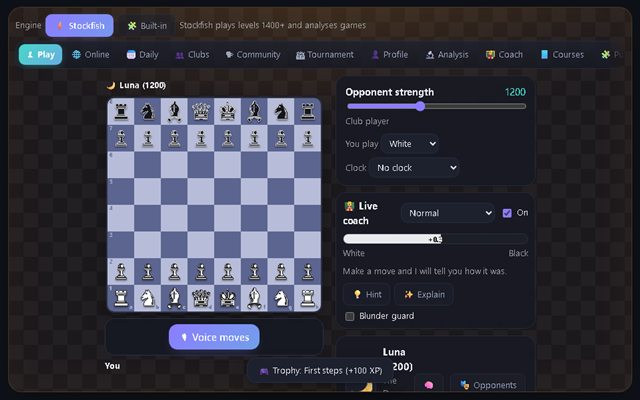 Engine Stockfish Built-in Stockfish plays levels 1400+ and analyses games
Play Online Daily Clubs Community Tournament Profile Analysis Coach Courses
Luna (1200)
Opponent strength 1200
Club player
You play White
Clock No clock
Live coach Normal On
White Black
Make a move and I will tell you how it was.
Hint Explain
Blunder guard
Voice moves
You
Trophy: First steps (+100 XP)
Luna
Opponents